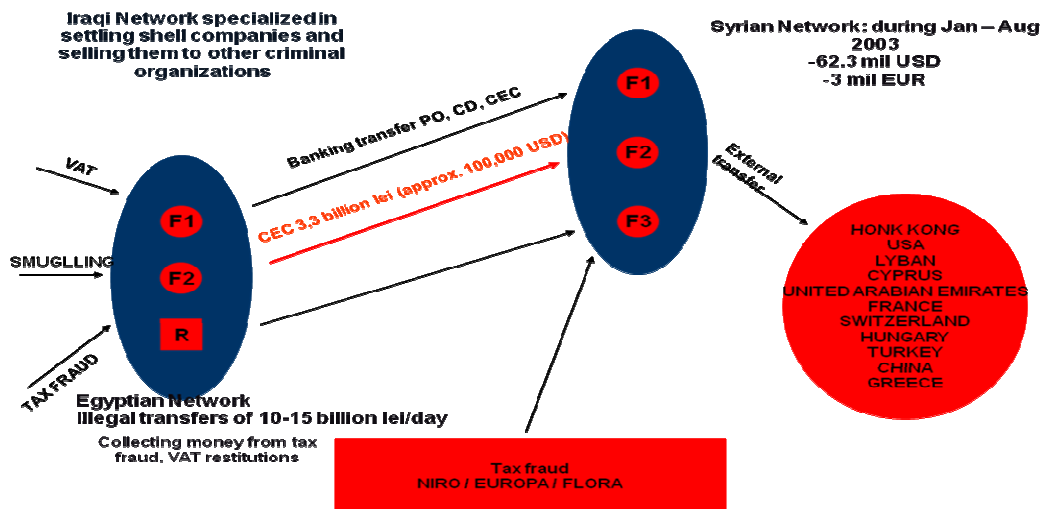 Iraqi Network specialized in
settling shell companies and
selling them to other criminal
organizations
Syrian Network: during Jan – Aug
2003
-62.3 mil USD
-3 mil EUR
VAT
SMUGLLING
TAX FRAUD
F1
F2
R
Banking transfer PO, CD, CEC
CEC 3,3 billion lei (approx. 100,000 USD)
F1
F2
F3
External
transfer
HONK KONG
USA
LYBAN
CYPRUS
UNITED ARABIAN EMIRATES
FRANCE
SWITZERLAND
HUNGARY
TURKEY
CHINA
GREECE
Egyptian Network
Illegal transfers of 10-15 billion lei/day
Collecting money from tax
fraud, VAT restitutions
Tax fraud
NIRO / EUROPA / FLORA